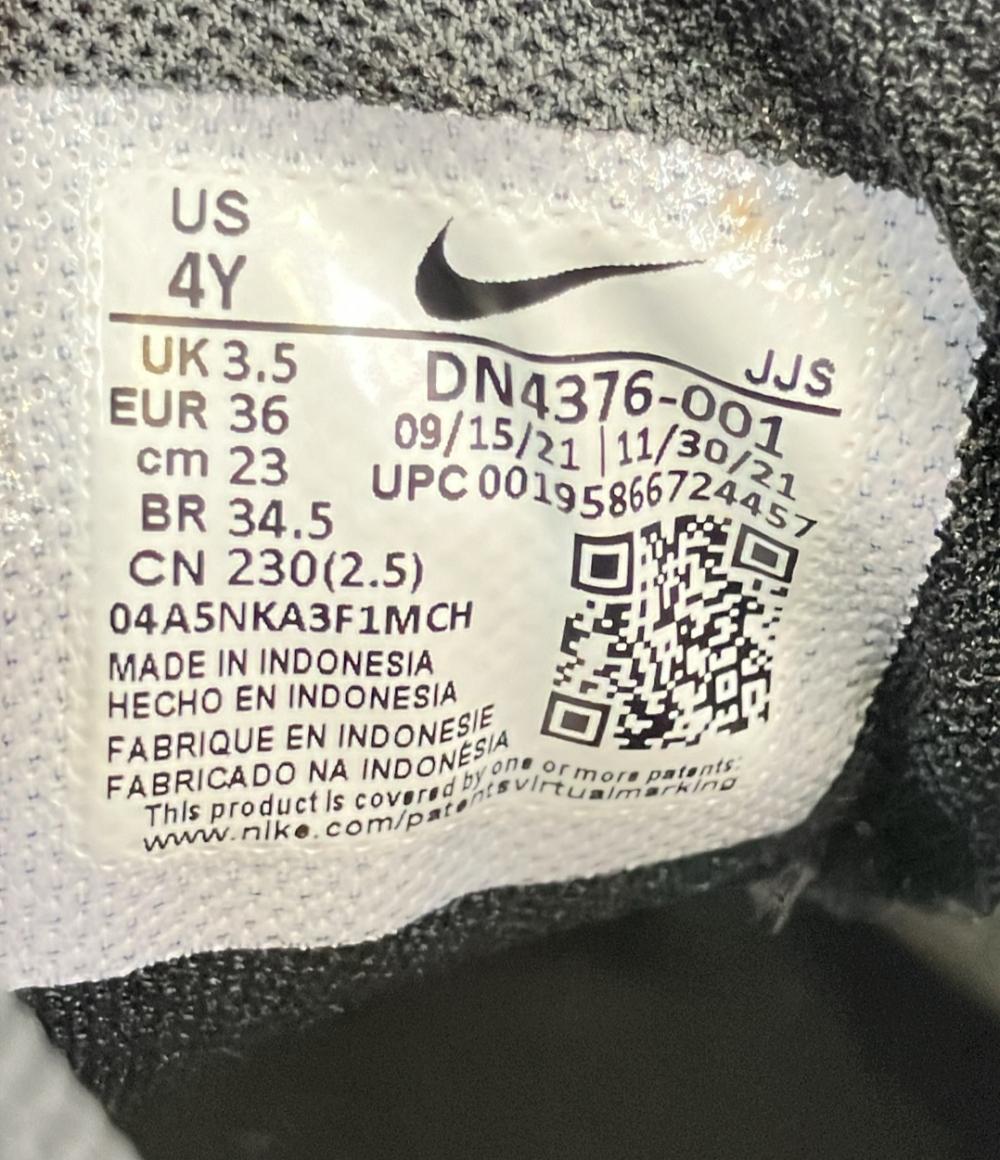 US
4Y
JJS
UK 3.5
EUR 36
cm 23
BR 34.5
CN 230(2.5)
DN4376-001
09/15/21 | 11/30/21
UPC 00195866724457
04A5NKA3F1MCH
MADE IN INDONESIA
HECHO EN INDONESIA
FABRIQUE EN INDONESIE
FABRICADO NA INDONÉSIA
This product is covered by one or more patents:
www.nike.com/patentsvirtualmarking